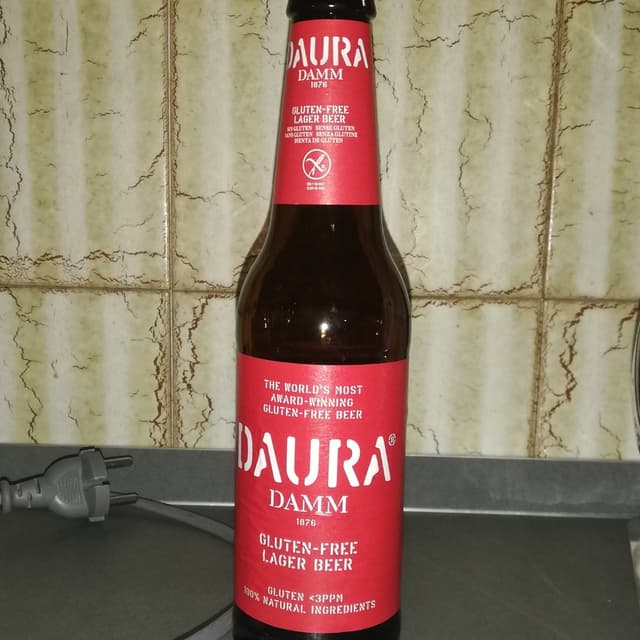 DAURA
DAMM
1876
GLUTEN-FREE
LAGER BEER
SIN GLUTEN SENSE GLUTEN
SANS GLUTEN SENZA GLUTINE
ISENTA DE GLUTEN
THE WORLD'S MOST
AWARD-WINNING
GLUTEN-FREE BEER
DAURA®
DAMM
1876
GLUTEN-FREE
LAGER BEER
GLUTEN <3PPM
100% NATURAL INGREDIENTS